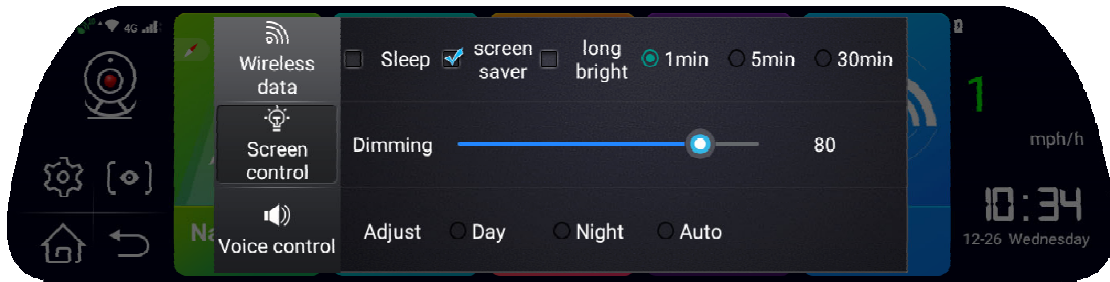 4G
Wireless
data
Sleep
screen
saver
long
bright
1min
5min
30min
Screen
control
Dimming
80
Voice control
Adjust
Day
Night
Auto
Na
1
mph/h
10:34
12-26 Wednesday